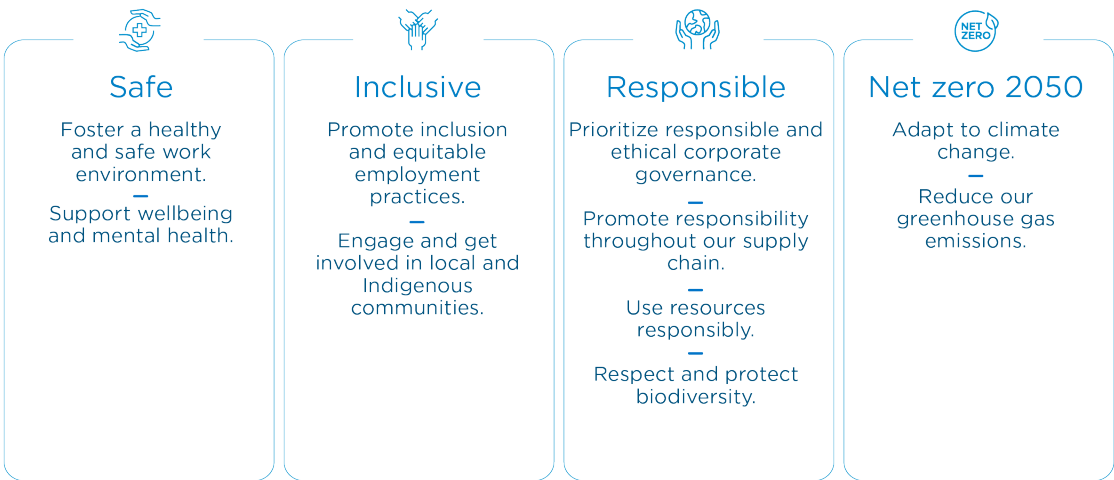 Safe
Foster a healthy
and safe work
environment.
Support wellbeing
and mental health.
Inclusive
Promote inclusion
and equitable
employment
practices.
Engage and get
involved in local and
Indigenous
communities.
Responsible
Prioritize responsible and
ethical corporate
governance.
Promote responsibility
throughout our supply
chain.
Use resources
responsibly.
Respect and protect
biodiversity.
NET
ZERO
Net zero 2050
Adapt to climate
change.
Reduce our
greenhouse gas
emissions.